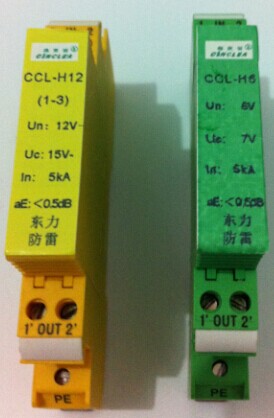 CCL-H12
(1-3)
Un: 12V-
Uc: 15V-
In: 5kA
aE: <0.5dB
东力
防雷
1' OUT 2'
PE
CCL-H6
Un: 6V
Uc: 7V
In: 5kA
aE: <0.5dB
东力
防雷
1' OUT 2'
PE